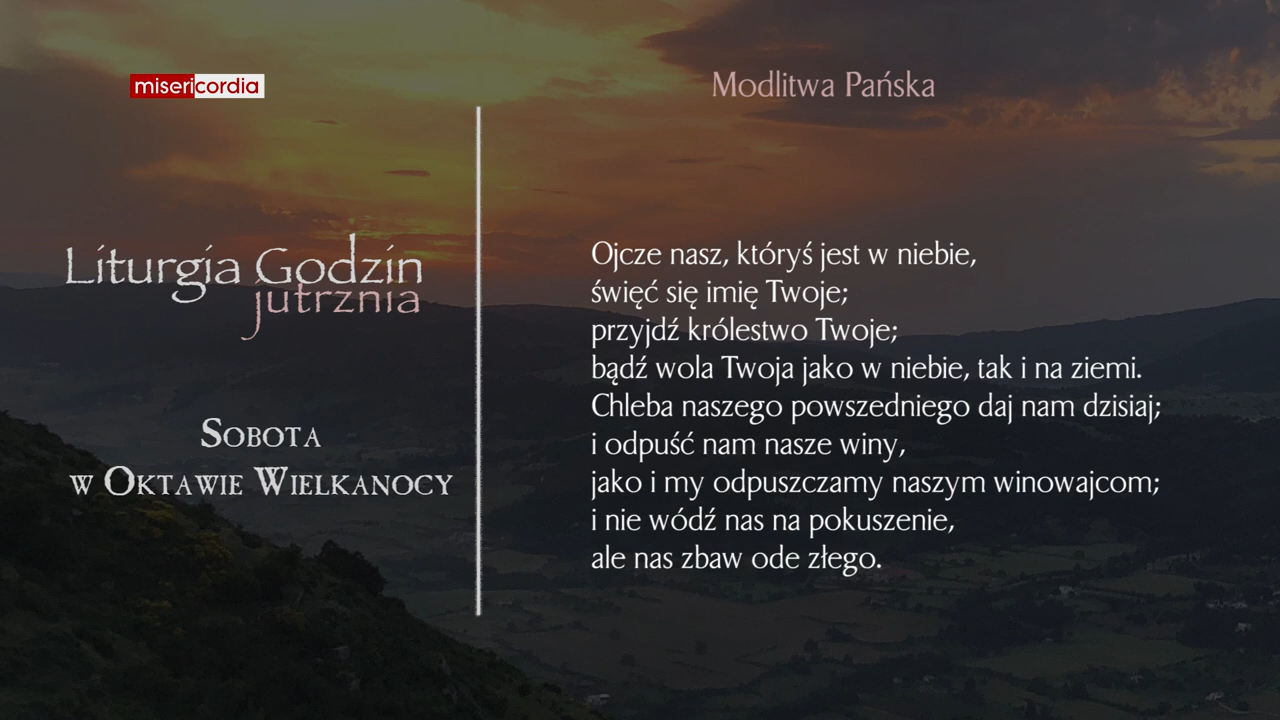 misericordia
Liturgia Godzin
jutrznia
Sobota
w Oktawie Wielkanocy
Modlitwa Pańska
Ojcze nasz, któryś jest w niebie,
święć się imię Twoje;
przyjdź królestwo Twoje;
bądź wola Twoja jako w niebie, tak i na ziemi.
Chleba naszego powszedniego daj nam dzisiaj;
i odpuść nam nasze winy,
jako i my odpuszczamy naszym winowajcom;
i nie wódź nas na pokuszenie,
ale nas zbaw ode złego.